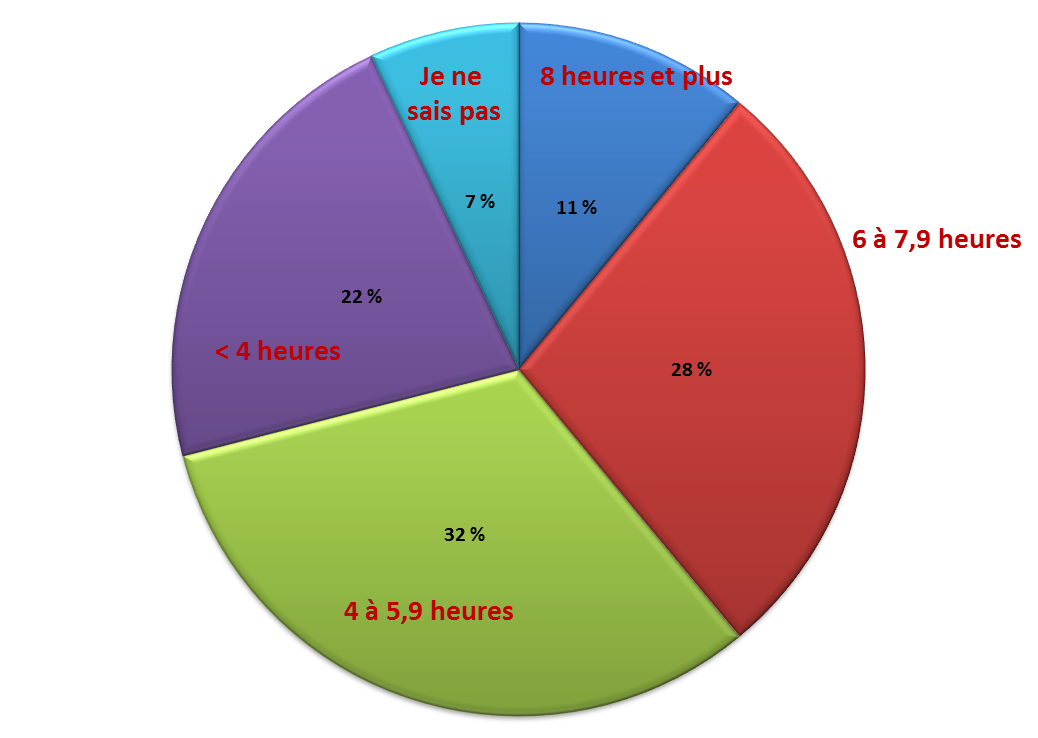 Je ne
sais pas
7 %
8 heures et plus
11 %
6 à 7,9 heures
28 %
22 %
< 4 heures
32 %
4 à 5,9 heures